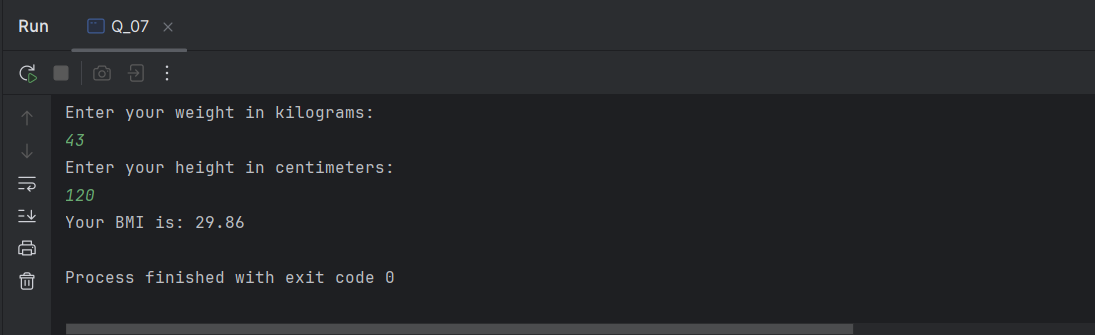 Run Q_07
Enter your weight in kilograms:
43
Enter your height in centimeters:
120
Your BMI is: 29.86
Process finished with exit code 0